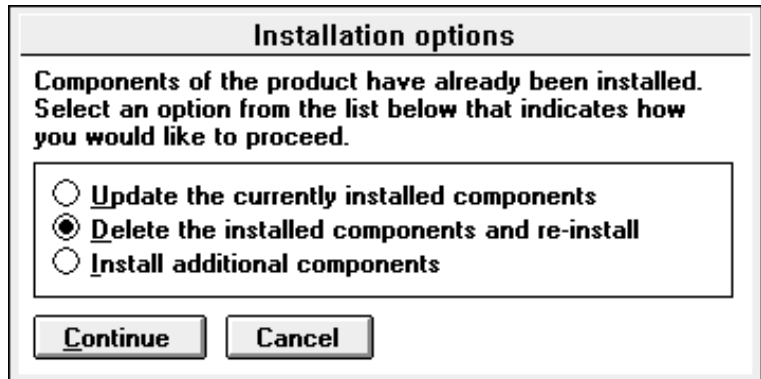 Installation options
Components of the product have already been installed.
Select an option from the list below that indicates how
you would like to proceed.
Update the currently installed components
Delete the installed components and re-install
Install additional components
Continue Cancel